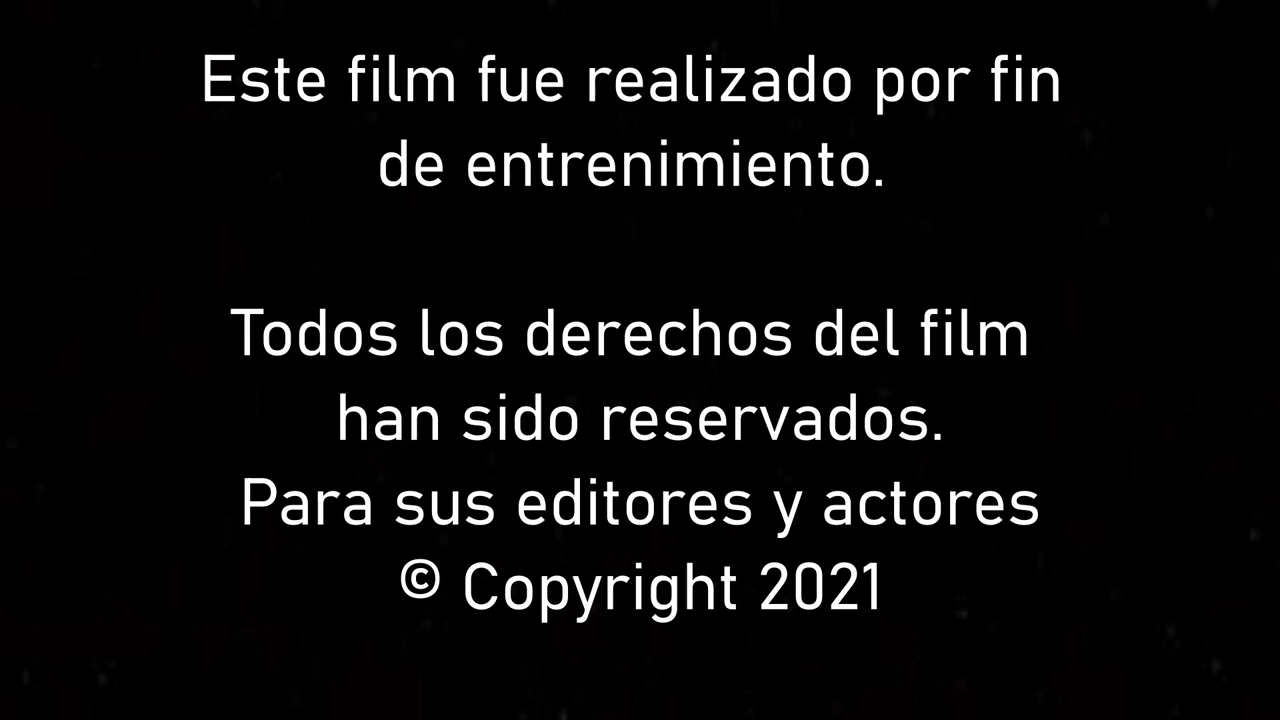 Este film fue realizado por fin
de entrenimiento.
Todos los derechos del film
han sido reservados.
Para sus editores y actores
© Copyright 2021